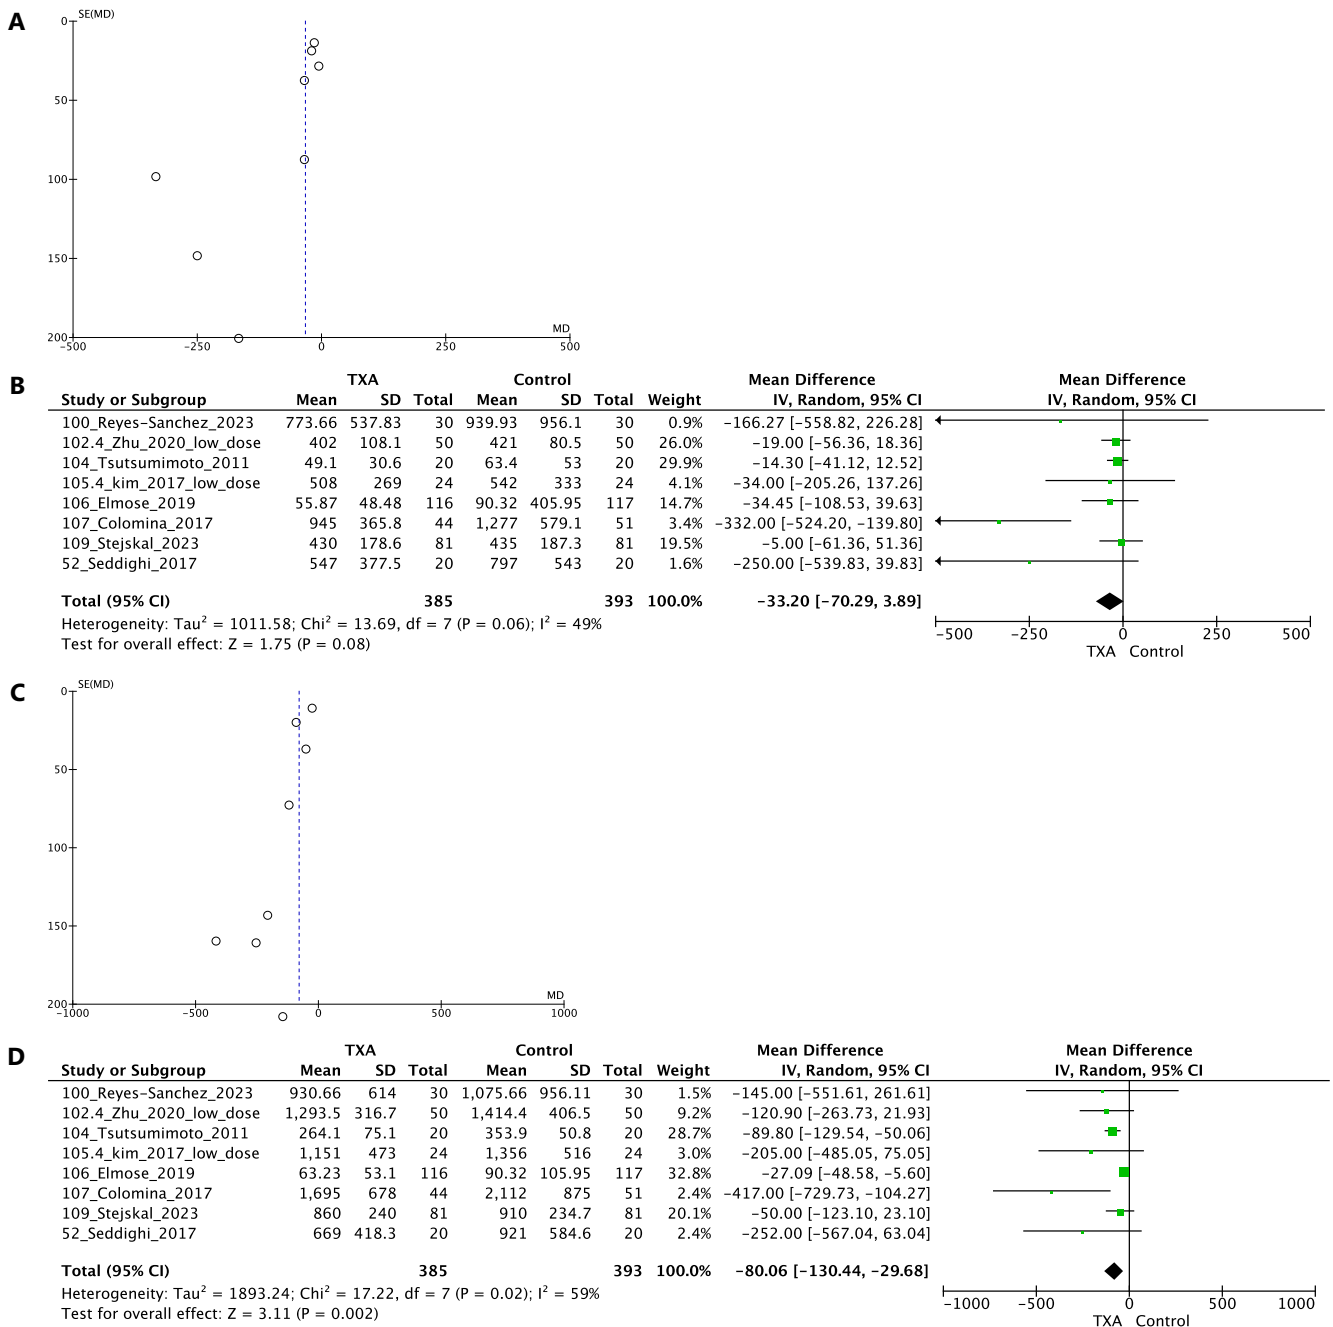 A
SE(MD)
0
50
100
150
200
MD
−500 −250 0 250 500
B
TXA Control Mean Difference Mean Difference
Study or Subgroup Mean SD Total Mean SD Total Weight IV, Random, 95% CI IV, Random, 95% CI
100_Reyes-Sanchez_2023 773.66 537.83 30 939.93 956.1 30 0.9% −166.27 [−558.82, 226.28]
102.4_Zhu_2020_low_dose 402 108.1 50 421 80.5 50 26.0% −19.00 [−56.36, 18.36]
104_Tsutsumimoto_2011 49.1 30.6 20 63.4 53 20 29.9% −14.30 [−41.12, 12.52]
105.4_kim_2017_low_dose 508 269 24 542 333 24 4.1% −34.00 [−205.26, 137.26]
106_Elmose_2019 55.87 48.48 116 90.32 405.95 117 14.7% −34.45 [−108.53, 39.63]
107_Colomina_2017 945 365.8 44 1,277 579.1 51 3.4% −332.00 [−524.20, −139.80]
109_Stejskal_2023 430 178.6 81 435 187.3 81 19.5% −5.00 [−61.36, 51.36]
52_Seddighi_2017 547 377.5 20 797 543 20 1.6% −250.00 [−539.83, 39.83]
Total (95% CI) 385 393 100.0% −33.20 [−70.29, 3.89]
Heterogeneity: Tau² = 1011.58; Chi² = 13.69, df = 7 (P = 0.06); I² = 49%
Test for overall effect: Z = 1.75 (P = 0.08)
−500 −250 0 250 500
TXA Control
C
SE(MD)
0
50
100
150
200
MD
−1000 −500 0 500 1000
D
TXA Control Mean Difference Mean Difference
Study or Subgroup Mean SD Total Mean SD Total Weight IV, Random, 95% CI IV, Random, 95% CI
100_Reyes-Sanchez_2023 930.66 614 30 1,075.66 956.11 30 1.5% −145.00 [−551.61, 261.61]
102.4_Zhu_2020_low_dose 1,293.5 316.7 50 1,414.4 406.5 50 9.2% −120.90 [−263.73, 21.93]
104_Tsutsumimoto_2011 264.1 75.1 20 353.9 50.8 20 28.7% −89.80 [−129.54, −50.06]
105.4_kim_2017_low_dose 1,151 473 24 1,356 516 24 3.0% −205.00 [−485.05, 75.05]
106_Elmose_2019 63.23 53.1 116 90.32 105.95 117 32.8% −27.09 [−48.58, −5.60]
107_Colomina_2017 1,695 678 44 2,112 875 51 2.4% −417.00 [−729.73, −104.27]
109_Stejskal_2023 860 240 81 910 234.7 81 20.1% −50.00 [−123.10, 23.10]
52_Seddighi_2017 669 418.3 20 921 584.6 20 2.4% −252.00 [−567.04, 63.04]
Total (95% CI) 385 393 100.0% −80.06 [−130.44, −29.68]
Heterogeneity: Tau² = 1893.24; Chi² = 17.22, df = 7 (P = 0.02); I² = 59%
Test for overall effect: Z = 3.11 (P = 0.002)
−1000 −500 0 500 1000
TXA Control